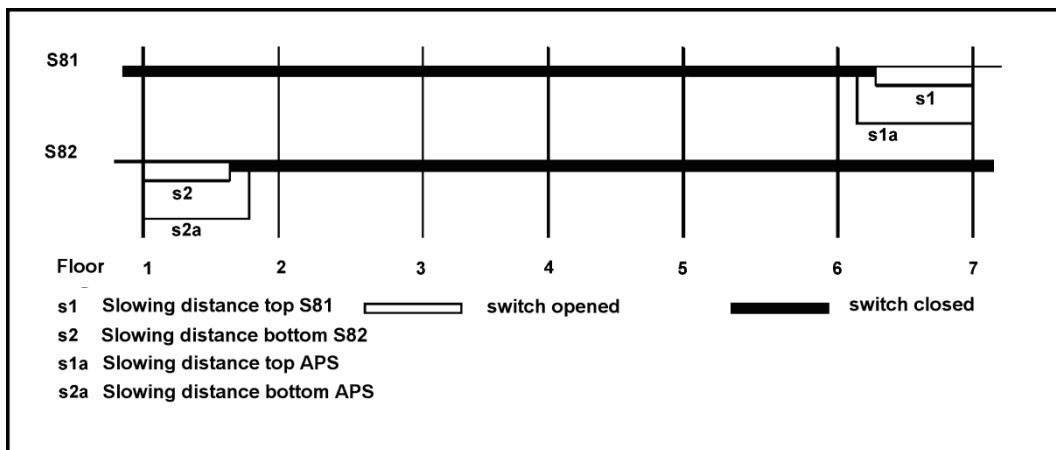 S81
s1
s1a
S82
s2
s2a
Floor 1 2 3 4 5 6 7
s1 Slowing distance top S81 switch opened switch closed
s2 Slowing distance bottom S82
s1a Slowing distance top APS
s2a Slowing distance bottom APS